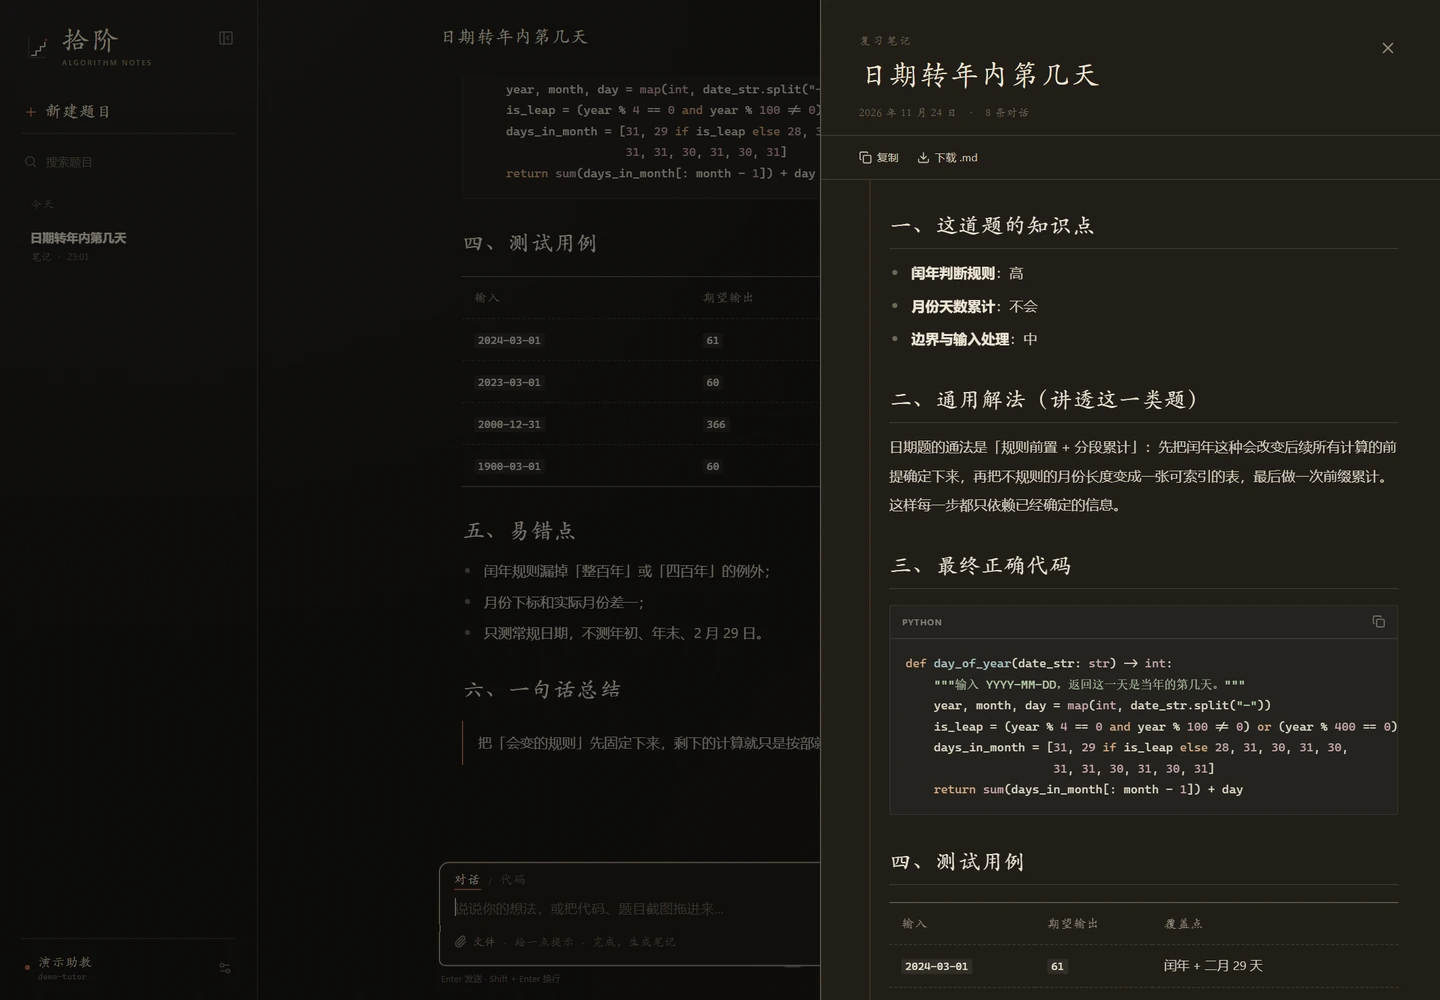 拾阶
ALGORITHM NOTES
+ 新建题目
搜索题目
今天
日期转年内第几天
笔记 · 23:01
演示助教
demo-tutor
日期转年内第几天
year, month, day = map(int, date_str.split("-
is_leap = (year % 4 == 0 and year % 100 ≠ 0)
days_in_month = [31, 29 if is_leap else 28, 3
31, 31, 30, 31, 30, 31]
return sum(days_in_month[: month - 1]) + day
四、测试用例
输入 期望输出
2024-03-01 61
2023-03-01 60
2000-12-31 366
1900-03-01 60
五、易错点
• 闰年规则漏掉「整百年」或「四百年」的例外；
• 月份下标和实际月份差一；
• 只测常规日期，不测年初、年末、2 月 29 日。
六、一句话总结
把「会变的规则」先固定下来，剩下的计算就只是按部就
对话 / 代码
说说你的想法，或把代码、题目截图拖进来...
文件 · 给一点提示 · 完成，生成笔记
Enter 发送 · Shift + Enter 换行
复习笔记
日期转年内第几天
2026 年 11 月 24 日 · 8 条对话
复制 下载 .md
一、这道题的知识点
• 闰年判断规则：高
• 月份天数累计：不会
• 边界与输入处理：中
二、通用解法（讲透这一类题）
日期题的通法是「规则前置 + 分段累计」：先把闰年这种会改变后续所有计算的前
提确定下来，再把不规则的月份长度变成一张可索引的表，最后做一次前缀累计。
这样每一步都只依赖已经确定的信息。
三、最终正确代码
PYTHON
def day_of_year(date_str: str) → int:
"""输入 YYYY-MM-DD，返回这一天是当年的第几天。"""
year, month, day = map(int, date_str.split("-"))
is_leap = (year % 4 == 0 and year % 100 ≠ 0) or (year % 400 == 0)
days_in_month = [31, 29 if is_leap else 28, 31, 30, 31, 30,
31, 31, 30, 31, 30, 31]
return sum(days_in_month[: month - 1]) + day
四、测试用例
输入 期望输出 覆盖点
2024-03-01 61 闰年 + 二月 29 天